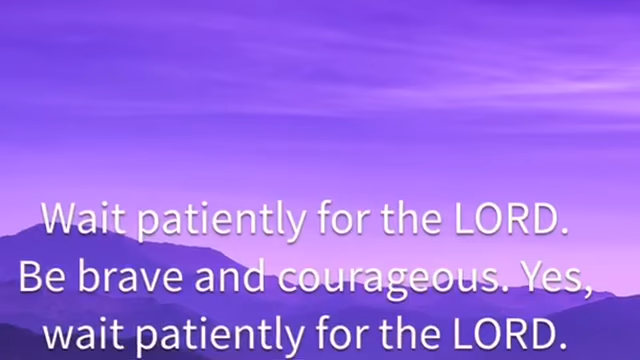 Wait patiently for the LORD.
Be brave and courageous. Yes,
wait patiently for the LORD.